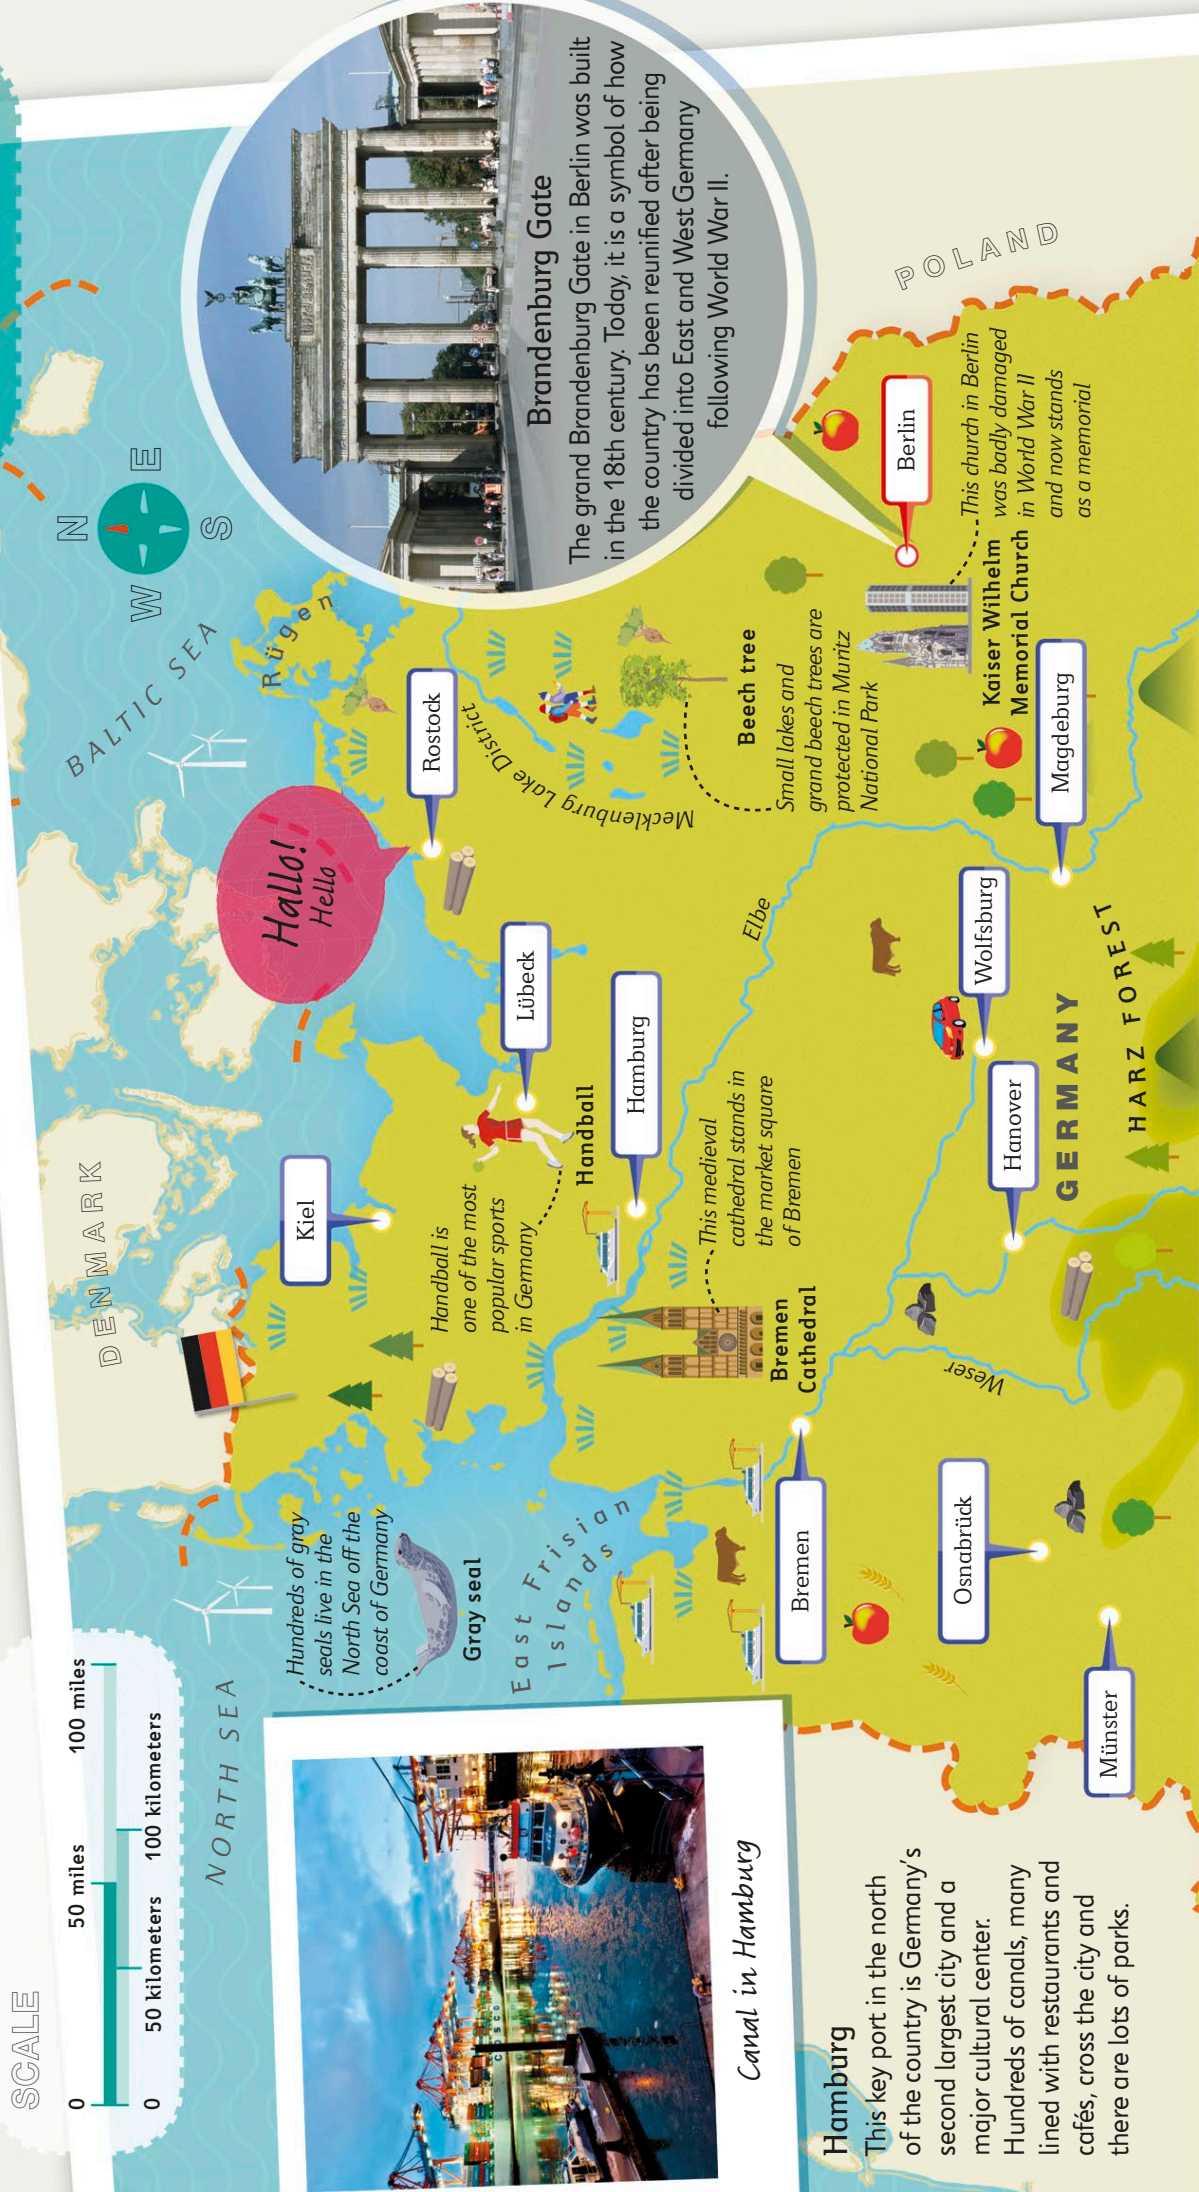 SCALE
0
50 miles
100 miles
0
50 kilometers
100 kilometers
NORTH SEA
DENMARK
BALTIC SEA
N
W
E
S
Rügen
Hallo!
Hello
Kiel
Rostock
Lübeck
Hamburg
Hundreds of gray
seals live in the
North Sea off the
coast of Germany
Gray seal
East Frisian
Islands
Handball is
one of the most
popular sports
in Germany
Handball
Mecklenburg Lake District
Brandenburg Gate
The grand Brandenburg Gate in Berlin was built
in the 18th century. Today, it is a symbol of how
the country has been reunified after being
divided into East and West Germany
following World War II.
COSCO
Canal in Hamburg
This medieval
cathedral stands in
the market square
of Bremen
Bremen
Cathedral
Elbe
Beech tree
Small lakes and
grand beech trees are
protected in Muritz
National Park
Bremen
Berlin
POLAND
This church in Berlin
was badly damaged
in World War II
and now stands
as a memorial
Kaiser Wilhelm
Memorial Church
Hamburg
This key port in the north
of the country is Germany’s
second largest city and a
major cultural center.
Hundreds of canals, many
lined with restaurants and
cafés, cross the city and
there are lots of parks.
Osnabrück
Weser
Wolfsburg
Hanover
Magdeburg
GERMANY
Münster
HARZ FOREST